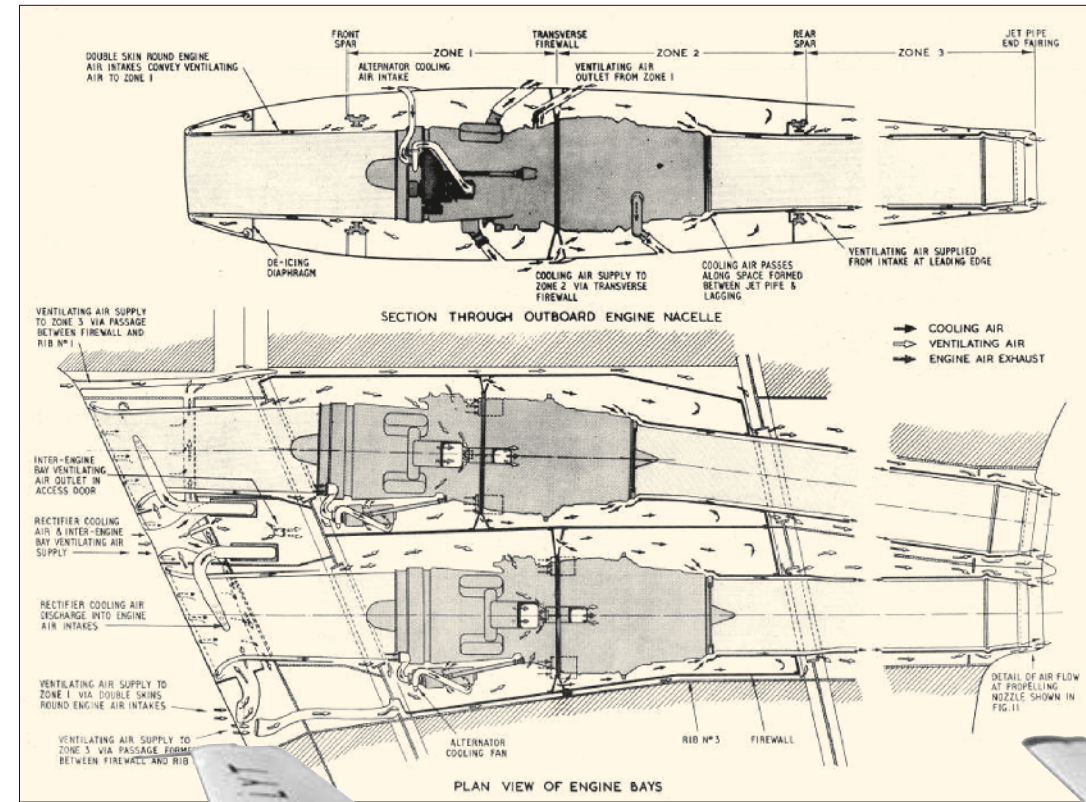 FRONT
SPAR
TRANSVERSE
FIREWALL
REAR
SPAR
JET PIPE
END FAIRING
ZONE 1
ZONE 2
ZONE 3
DOUBLE SKIN ROUND ENGINE
AIR INTAKES CONVEY VENTILATING
AIR TO ZONE 1
ALTERNATOR COOLING
AIR INTAKE
VENTILATING AIR
OUTLET FROM ZONE 1
DE-ICING
DIAPHRAGM
COOLING AIR SUPPLY TO
ZONE 2 VIA TRANSVERSE
FIREWALL
COOLING AIR PASSES
ALONG SPACE FORMED
BETWEEN JET PIPE &
LAGGING
VENTILATING AIR SUPPLIED
FROM INTAKE AT LEADING EDGE
SECTION THROUGH OUTBOARD ENGINE NACELLE
COOLING AIR
VENTILATING AIR
ENGINE AIR EXHAUST
VENTILATING AIR SUPPLY
TO ZONE 3 VIA PASSAGE
BETWEEN FIREWALL AND
RIB Nº 1
INTER-ENGINE
BAY VENTILATING
AIR OUTLET IN
ACCESS DOOR
RECTIFIER COOLING
AIR & INTER-ENGINE
BAY VENTILATING AIR
SUPPLY
RECTIFIER COOLING AIR
DISCHARGE INTO ENGINE
AIR INTAKES
VENTILATING AIR SUPPLY TO
ZONE 1 VIA DOUBLE SKINS
ROUND ENGINE AIR INTAKES
VENTILATING AIR SUPPLY TO
ZONE 3 VIA PASSAGE FORMED
BETWEEN FIREWALL AND RIB
ALTERNATOR
COOLING FAN
RIB Nº 3
FIREWALL
DETAIL OF AIR FLOW
AT PROPELLING
NOZZLE SHOWN IN
FIG. 11
PLAN VIEW OF ENGINE BAYS